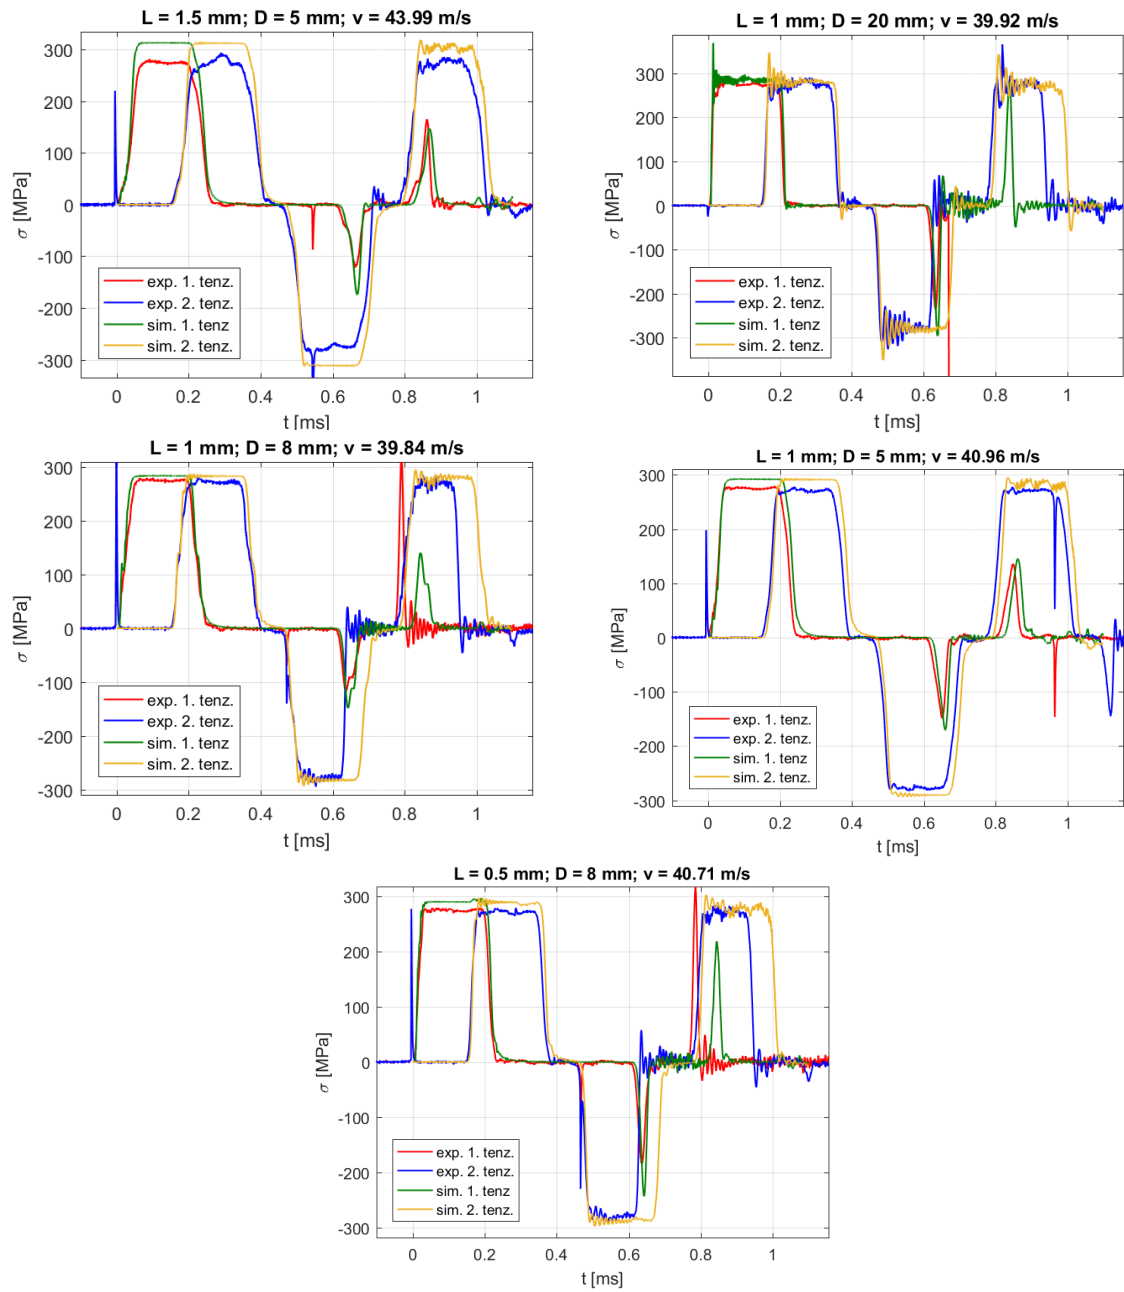 L = 1.5 mm; D = 5 mm; v = 43.99 m/s
300
200
100
0
-100
-200
-300
σ [MPa]
exp. 1. tenz.
exp. 2. tenz.
sim. 1. tenz
sim. 2. tenz.
0 0.2 0.4 0.6 0.8 1
t [ms]
L = 1 mm; D = 20 mm; v = 39.92 m/s
300
200
100
0
-100
-200
-300
σ [MPa]
exp. 1. tenz.
exp. 2. tenz.
sim. 1. tenz
sim. 2. tenz.
0 0.2 0.4 0.6 0.8 1
t [ms]
L = 1 mm; D = 8 mm; v = 39.84 m/s
300
200
100
0
-100
-200
-300
σ [MPa]
exp. 1. tenz.
exp. 2. tenz.
sim. 1. tenz
sim. 2. tenz.
0 0.2 0.4 0.6 0.8 1
t [ms]
L = 1 mm; D = 5 mm; v = 40.96 m/s
300
200
100
0
-100
-200
-300
σ [MPa]
exp. 1. tenz.
exp. 2. tenz.
sim. 1. tenz
sim. 2. tenz.
0 0.2 0.4 0.6 0.8 1
t [ms]
L = 0.5 mm; D = 8 mm; v = 40.71 m/s
300
200
100
0
-100
-200
-300
σ [MPa]
exp. 1. tenz.
exp. 2. tenz.
sim. 1. tenz
sim. 2. tenz.
0 0.2 0.4 0.6 0.8 1
t [ms]